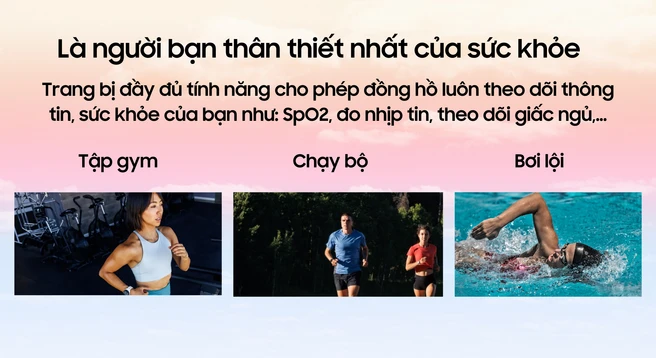 Là người bạn thân thiết nhất của sức khỏe
Trang bị đầy đủ tính năng cho phép đồng hồ luôn theo dõi thông
tin, sức khỏe của bạn như: SpO2, đo nhịp tin, theo dõi giấc ngủ,...
Tập gym
Chạy bộ
Bơi lội